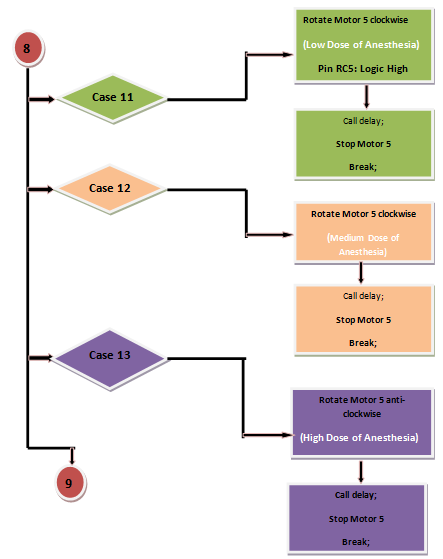 8
Case 11
Rotate Motor 5 clockwise
(Low Dose of Anesthesia)
Pin RC5: Logic High
Call delay;
Stop Motor 5
Break;
Case 12
Rotate Motor 5 clockwise
(Medium Dose of
Anesthesia)
Call delay;
Stop Motor 5
Break;
Case 13
Rotate Motor 5 anti-
clockwise
(High Dose of Anesthesia)
Call delay;
Stop Motor 5
Break;
9